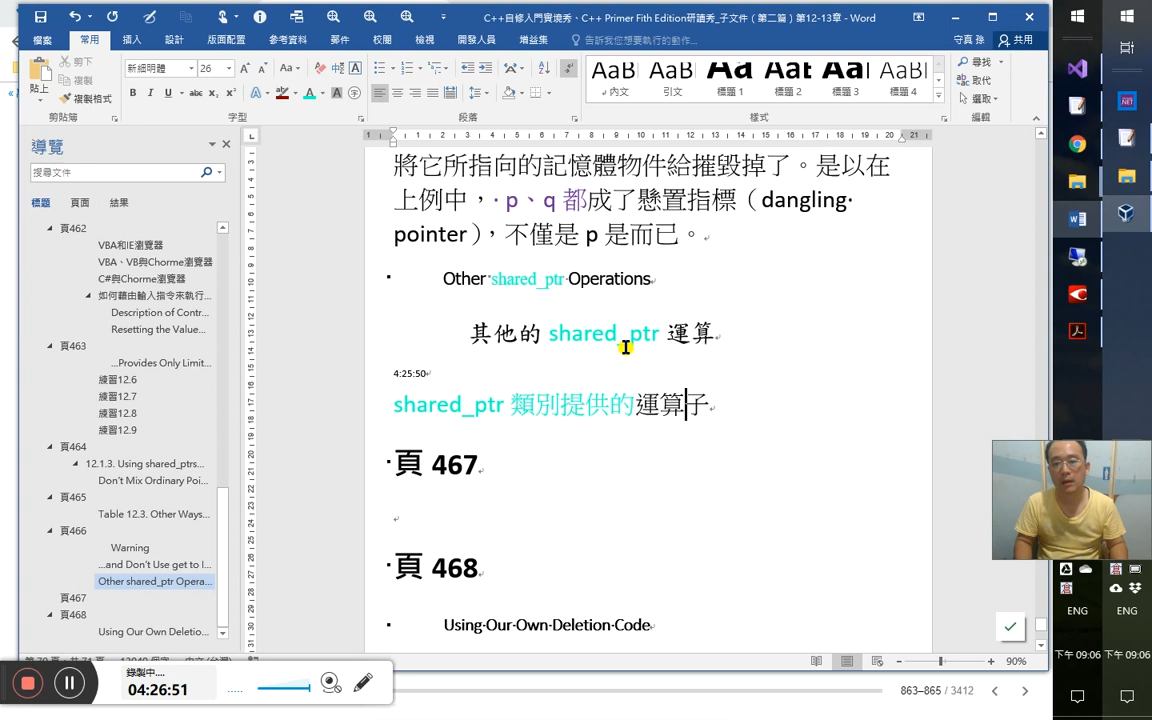 C++自修入門實境秀、C++ Primer Fith Edition研讀秀_子文件（第二篇）第12-13章 - Word
檔案 常用 插入 設計 版面配置 參考資料 郵件 校閱 檢視 開發人員 增益集 告訴我您想要執行的動作... 守真 孫 共用
貼上 剪下 複製 複製格式
新細明體 26
AaB AaB AaB Aat Aal AaBl
內文 引文 標題 1 標題 2 標題 3 標題 4
尋找 取代 選取
剪貼簿 字型 段落 樣式 編輯
導覽
搜尋文件
標題 頁面 結果
頁462
VBA和IE瀏覽器
VBA、VB與Chorme瀏覽器
C#與Chorme瀏覽器
如何藉由輸入指令來執行...
Description of Contr...
Resetting the Value...
頁463
...Provides Only Limit...
練習12.6
練習12.7
練習12.8
練習12.9
頁464
12.1.3. Using shared_ptrs...
Don't Mix Ordinary Poi...
頁465
Table 12.3. Other Ways...
頁466
Warning
...and Don't Use get to I...
Other shared_ptr Opera...
頁467
頁468
Using Our Own Deletio...
將它所指向的記憶體物件給摧毀掉了。是以在
上例中，p、q 都成了懸置指標（dangling
pointer），不僅是 p 是而已。
Other shared_ptr Operations
其他的 shared_ptr 運算
4:25:50
shared_ptr 類別提供的運算子
頁 467
頁 468
Using Our Own Deletion Code
90%
錄製中...
04:26:51
863–865 / 3412
ENG ENG
下午 09:06 下午 09:06